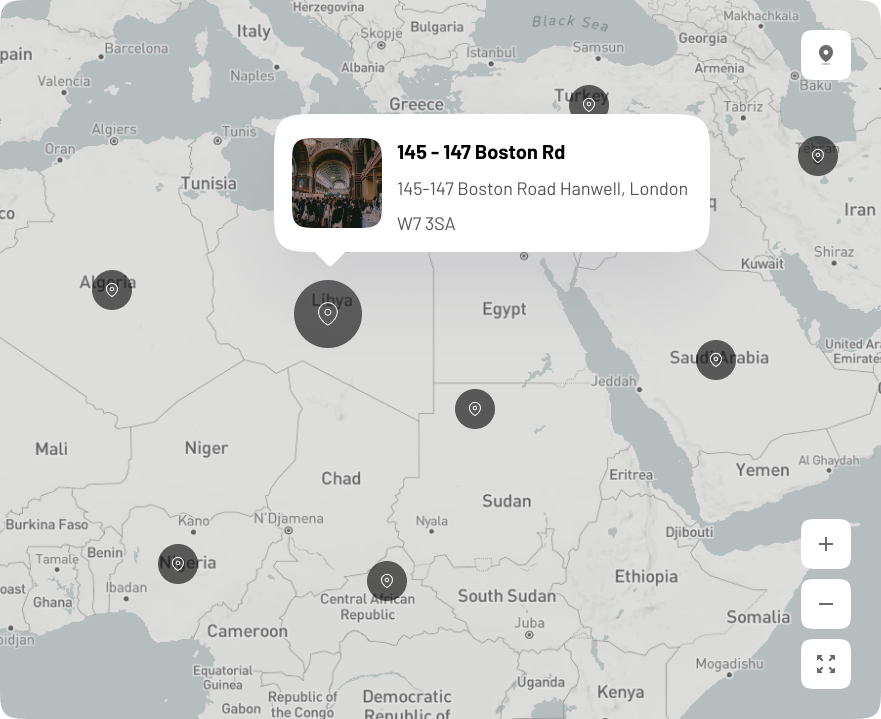 Herzegovina
Black Sea
Makhachkala
Italy
Bulgaria
Skopje
Georgia
pain
Barcelona
Istanbul
Samsun
Albania
Armenia
Naples
Valencia
Baku
Turkey
Greece
Tabriz
Algiers
Tunis
Oran
Tehran
145 - 147 Boston Rd
Tunisia
145-147 Boston Road Hanwell, London
q
co
Iran
W7 3SA
Shiraz
Kuwait
Algeria
Libya
Egypt
United Ara
Emirates
Saudi Arabia
Jeddah
Mali
Niger
Al Ghaydah
Yemen
Chad
Eritrea
Sudan
N'Djamena
Kano
Nyala
Burkina Faso
Djibouti
Benin
Tamale
Nigeria
Ethiopia
Ibadan
oast
South Sudan
Central African
Republic
Ghana
Somalia
Juba
Cameroon
bidjan
Mogadishu
Equatorial
Guinea
Uganda
Kenya
Republic of
the Congo
Democratic
Republic of
Gabon